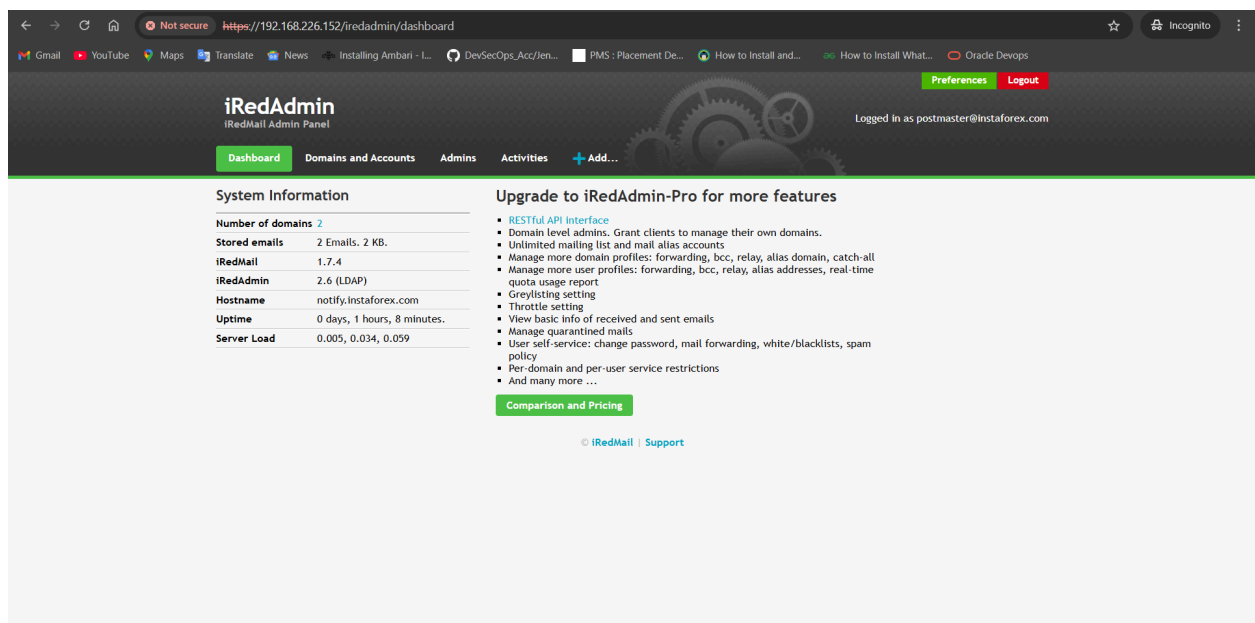 Not secure https://192.168.226.152/iredadmin/dashboard Incognito
Gmail YouTube Maps Translate News Installing Ambari - I... DevSecOps_Acc/Jen... PMS : Placement De... How to Install and... How to Install What... Oracle Devops
Preferences Logout
iRedAdmin
iRedMail Admin Panel
Logged in as postmaster@instaforex.com
Dashboard Domains and Accounts Admins Activities Add...
System Information
Number of domains 2
Stored emails 2 Emails. 2 KB.
iRedMail 1.7.4
iRedAdmin 2.6 (LDAP)
Hostname notify.instaforex.com
Uptime 0 days, 1 hours, 8 minutes.
Server Load 0.005, 0.034, 0.059
Upgrade to iRedAdmin-Pro for more features
RESTful API interface
Domain level admins. Grant clients to manage their own domains.
Unlimited mailing list and mail alias accounts
Manage more domain profiles: forwarding, bcc, relay, alias domain, catch-all
Manage more user profiles: forwarding, bcc, relay, alias addresses, real-time
quota usage report
Greylisting setting
Throttle setting
View basic info of received and sent emails
Manage quarantined mails
User self-service: change password, mail forwarding, white/blacklists, spam
policy
Per-domain and per-user service restrictions
And many more ...
Comparison and Pricing
© iRedMail | Support